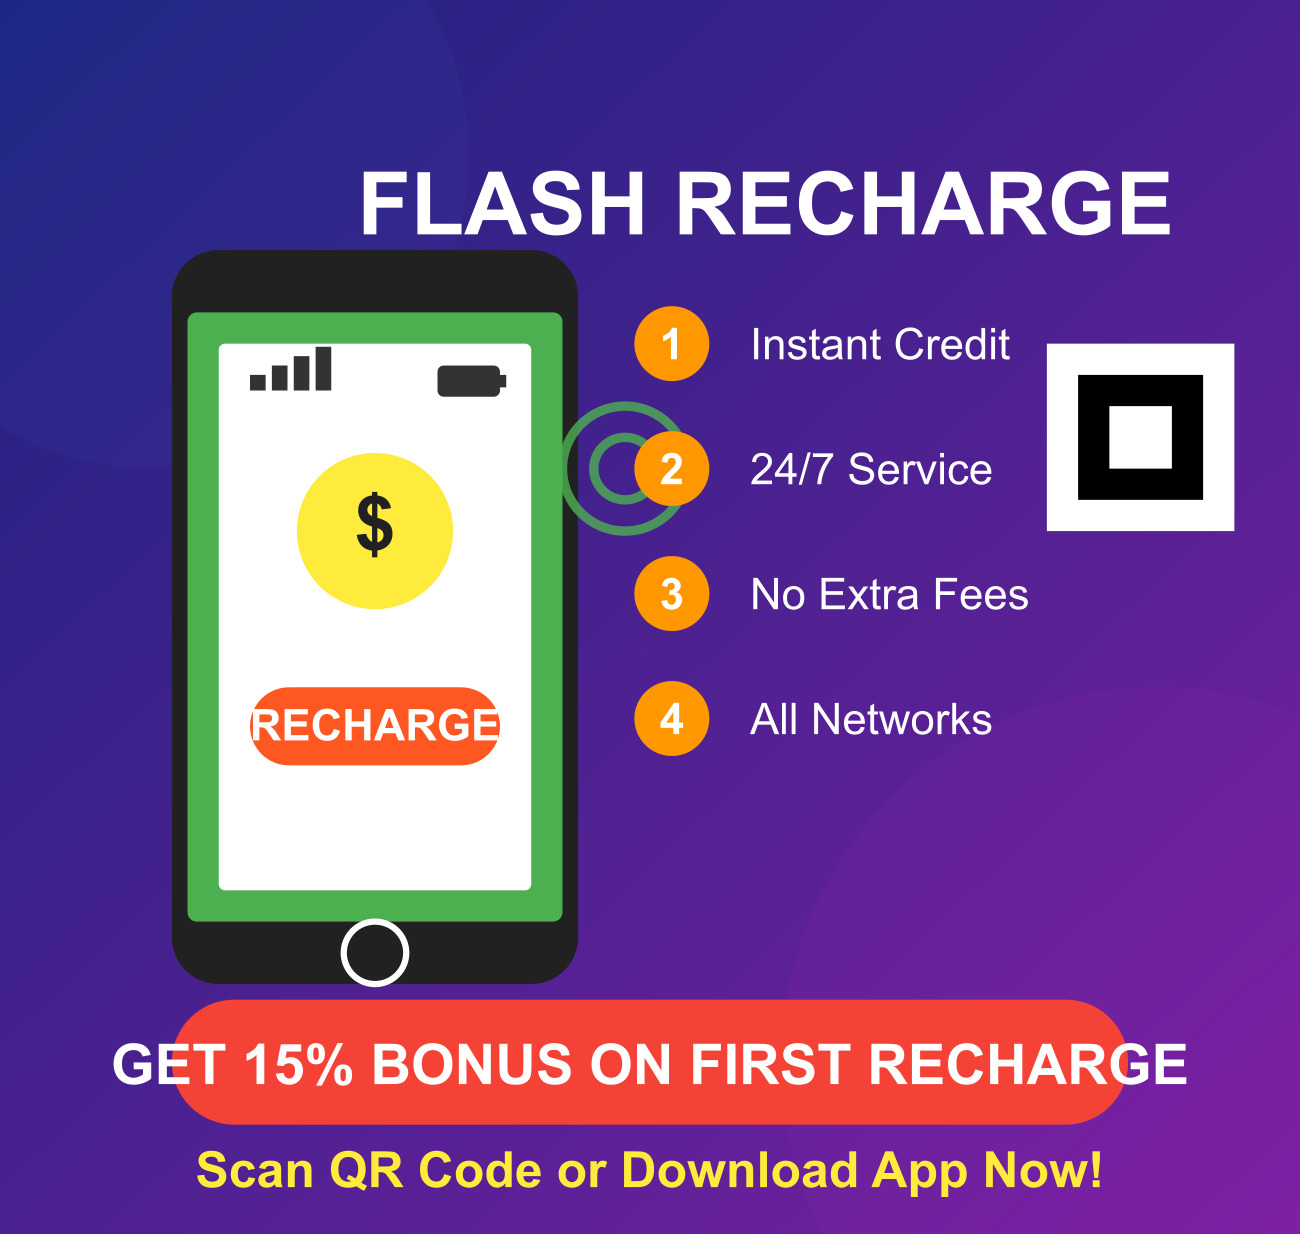 FLASH RECHARGE
$
RECHARGE
1 Instant Credit
2 24/7 Service
3 No Extra Fees
4 All Networks
GET 15% BONUS ON FIRST RECHARGE
Scan QR Code or Download App Now!